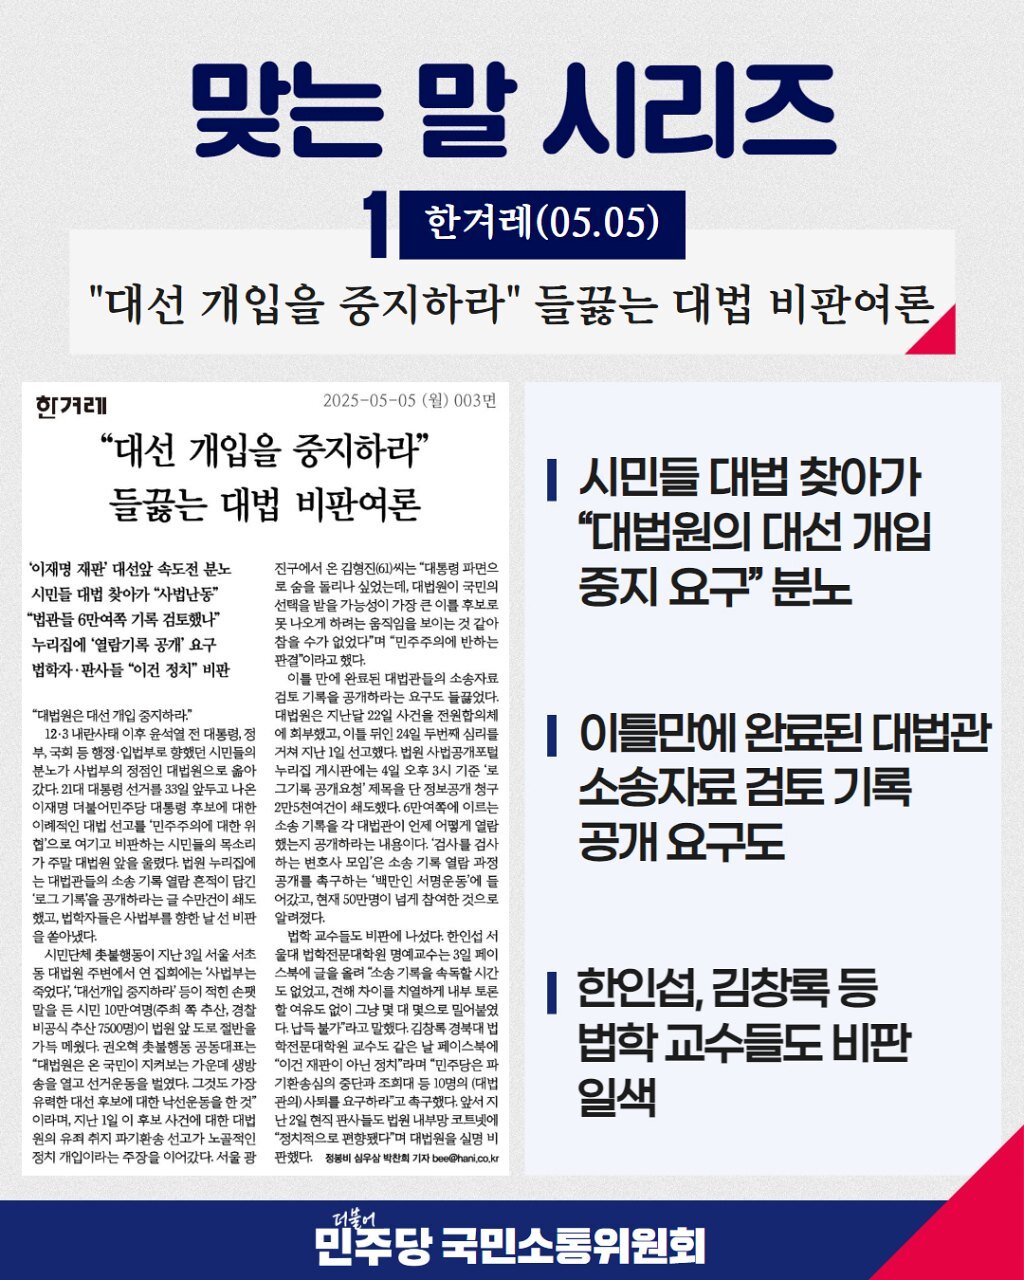 맞는 말 시리즈
1 한겨레(05.05)
"대선 개입을 중지하라" 들끓는 대법 비판여론
한겨레
2025-05-05 (월) 003면
“대선 개입을 중지하라”
들끓는 대법 비판여론
‘이재명 재판’ 대선앞 속도전 분노
시민들 대법 찾아가 “사법난동”
“법관들 6만여쪽 기록 검토했나”
누리집에 ‘열람기록 공개’ 요구
법학자·판사들 “이건 정치” 비판
“대법원은 대선 개입 중지하라.”
12·3 내란사태 이후 윤석열 전 대통령, 정
부, 국회 등 행정·입법부로 향했던 시민들의
분노가 사법부의 정점인 대법원으로 옮아
갔다. 21대 대통령 선거를 33일 앞두고 나온
이재명 더불어민주당 대통령 후보에 대한
이례적인 대법 선고를 ‘민주주의에 대한 위
협’으로 여기고 비판하는 시민들의 목소리
가 주말 대법원 앞을 울렸다. 법원 누리집에
는 대법관들의 소송 기록 열람 흔적이 담긴
‘로그 기록’을 공개하라는 글 수만건이 쇄도
했고, 법학자들은 사법부를 향한 날 선 비판
을 쏟아냈다.
시민단체 촛불행동이 지난 3일 서울 서초
동 대법원 주변에서 연 집회에는 ‘사법부는
죽었다’, ‘대선개입 중지하라’ 등이 적힌 손팻
말을 든 시민 10만여명(주최 쪽 추산, 경찰
비공식 추산 7500명)이 법원 앞 도로 절반을
가득 메웠다. 권오혁 촛불행동 공동대표는
“대법원은 온 국민이 지켜보는 가운데 생방
송을 열고 선거운동을 벌였다. 그것도 가장
유력한 대선 후보에 대한 낙선운동을 한 것”
이라며, 지난 1일 이 후보 사건에 대한 대법
원의 유죄 취지 파기환송 선고가 노골적인
정치 개입이라는 주장을 이어갔다. 서울 광
진구에서 온 김형진(61)씨는 “대통령 파면으
로 숨을 돌리나 싶었는데, 대법원이 국민의
선택을 받을 가능성이 가장 큰 이를 후보로
못 나오게 하려는 움직임을 보이는 것 같아
참을 수가 없었다”며 “민주주의에 반하는
판결”이라고 했다.
이틀 만에 완료된 대법관들의 소송자료
검토 기록을 공개하라는 요구도 들끓었다.
대법원은 지난달 22일 사건을 전원합의체
에 회부했고, 이틀 뒤인 24일 두번째 심리를
거쳐 지난 1일 선고했다. 법원 사법공개포털
누리집 게시판에는 4일 오후 3시 기준 ‘로
그기록 공개요청’ 제목을 단 정보공개 청구
2만5천여건이 쇄도했다. 6만여쪽에 이르는
소송 기록을 각 대법관이 언제 어떻게 열람
했는지 공개하라는 내용이다. ‘검사를 검사
하는 변호사 모임’은 소송 기록 열람 과정
공개를 촉구하는 ‘백만인 서명운동’에 들
어갔고, 현재 50만명이 넘게 참여한 것으로
알려졌다.
법학 교수들도 비판에 나섰다. 한인섭 서
울대 법학전문대학원 명예교수는 3일 페이
스북에 글을 올려 “소송 기록을 속독할 시간
도 없었고, 견해 차이를 치열하게 내부 토론
할 여유도 없이 그냥 몇 대 몇으로 밀어붙였
다. 납득 불가”라고 말했다. 김창록 경북대 법
학전문대학원 교수도 같은 날 페이스북에
“이건 재판이 아닌 정치”라며 “민주당은 파
기환송심의 중단과 조희대 등 10명의 (대법
관의) 사퇴를 요구하라”고 촉구했다. 앞서 지
난 2일 현직 판사들도 법원 내부망 코트넷에
“정치적으로 편향됐다”며 대법원을 실명 비
판했다. 정봉비 심우삼 박찬희 기자 bee@hani.co.kr
시민들 대법 찾아가
“대법원의 대선 개입
중지 요구” 분노
이틀만에 완료된 대법관
소송자료 검토 기록
공개 요구도
한인섭, 김창록 등
법학 교수들도 비판
일색
더불어
민주당 국민소통위원회